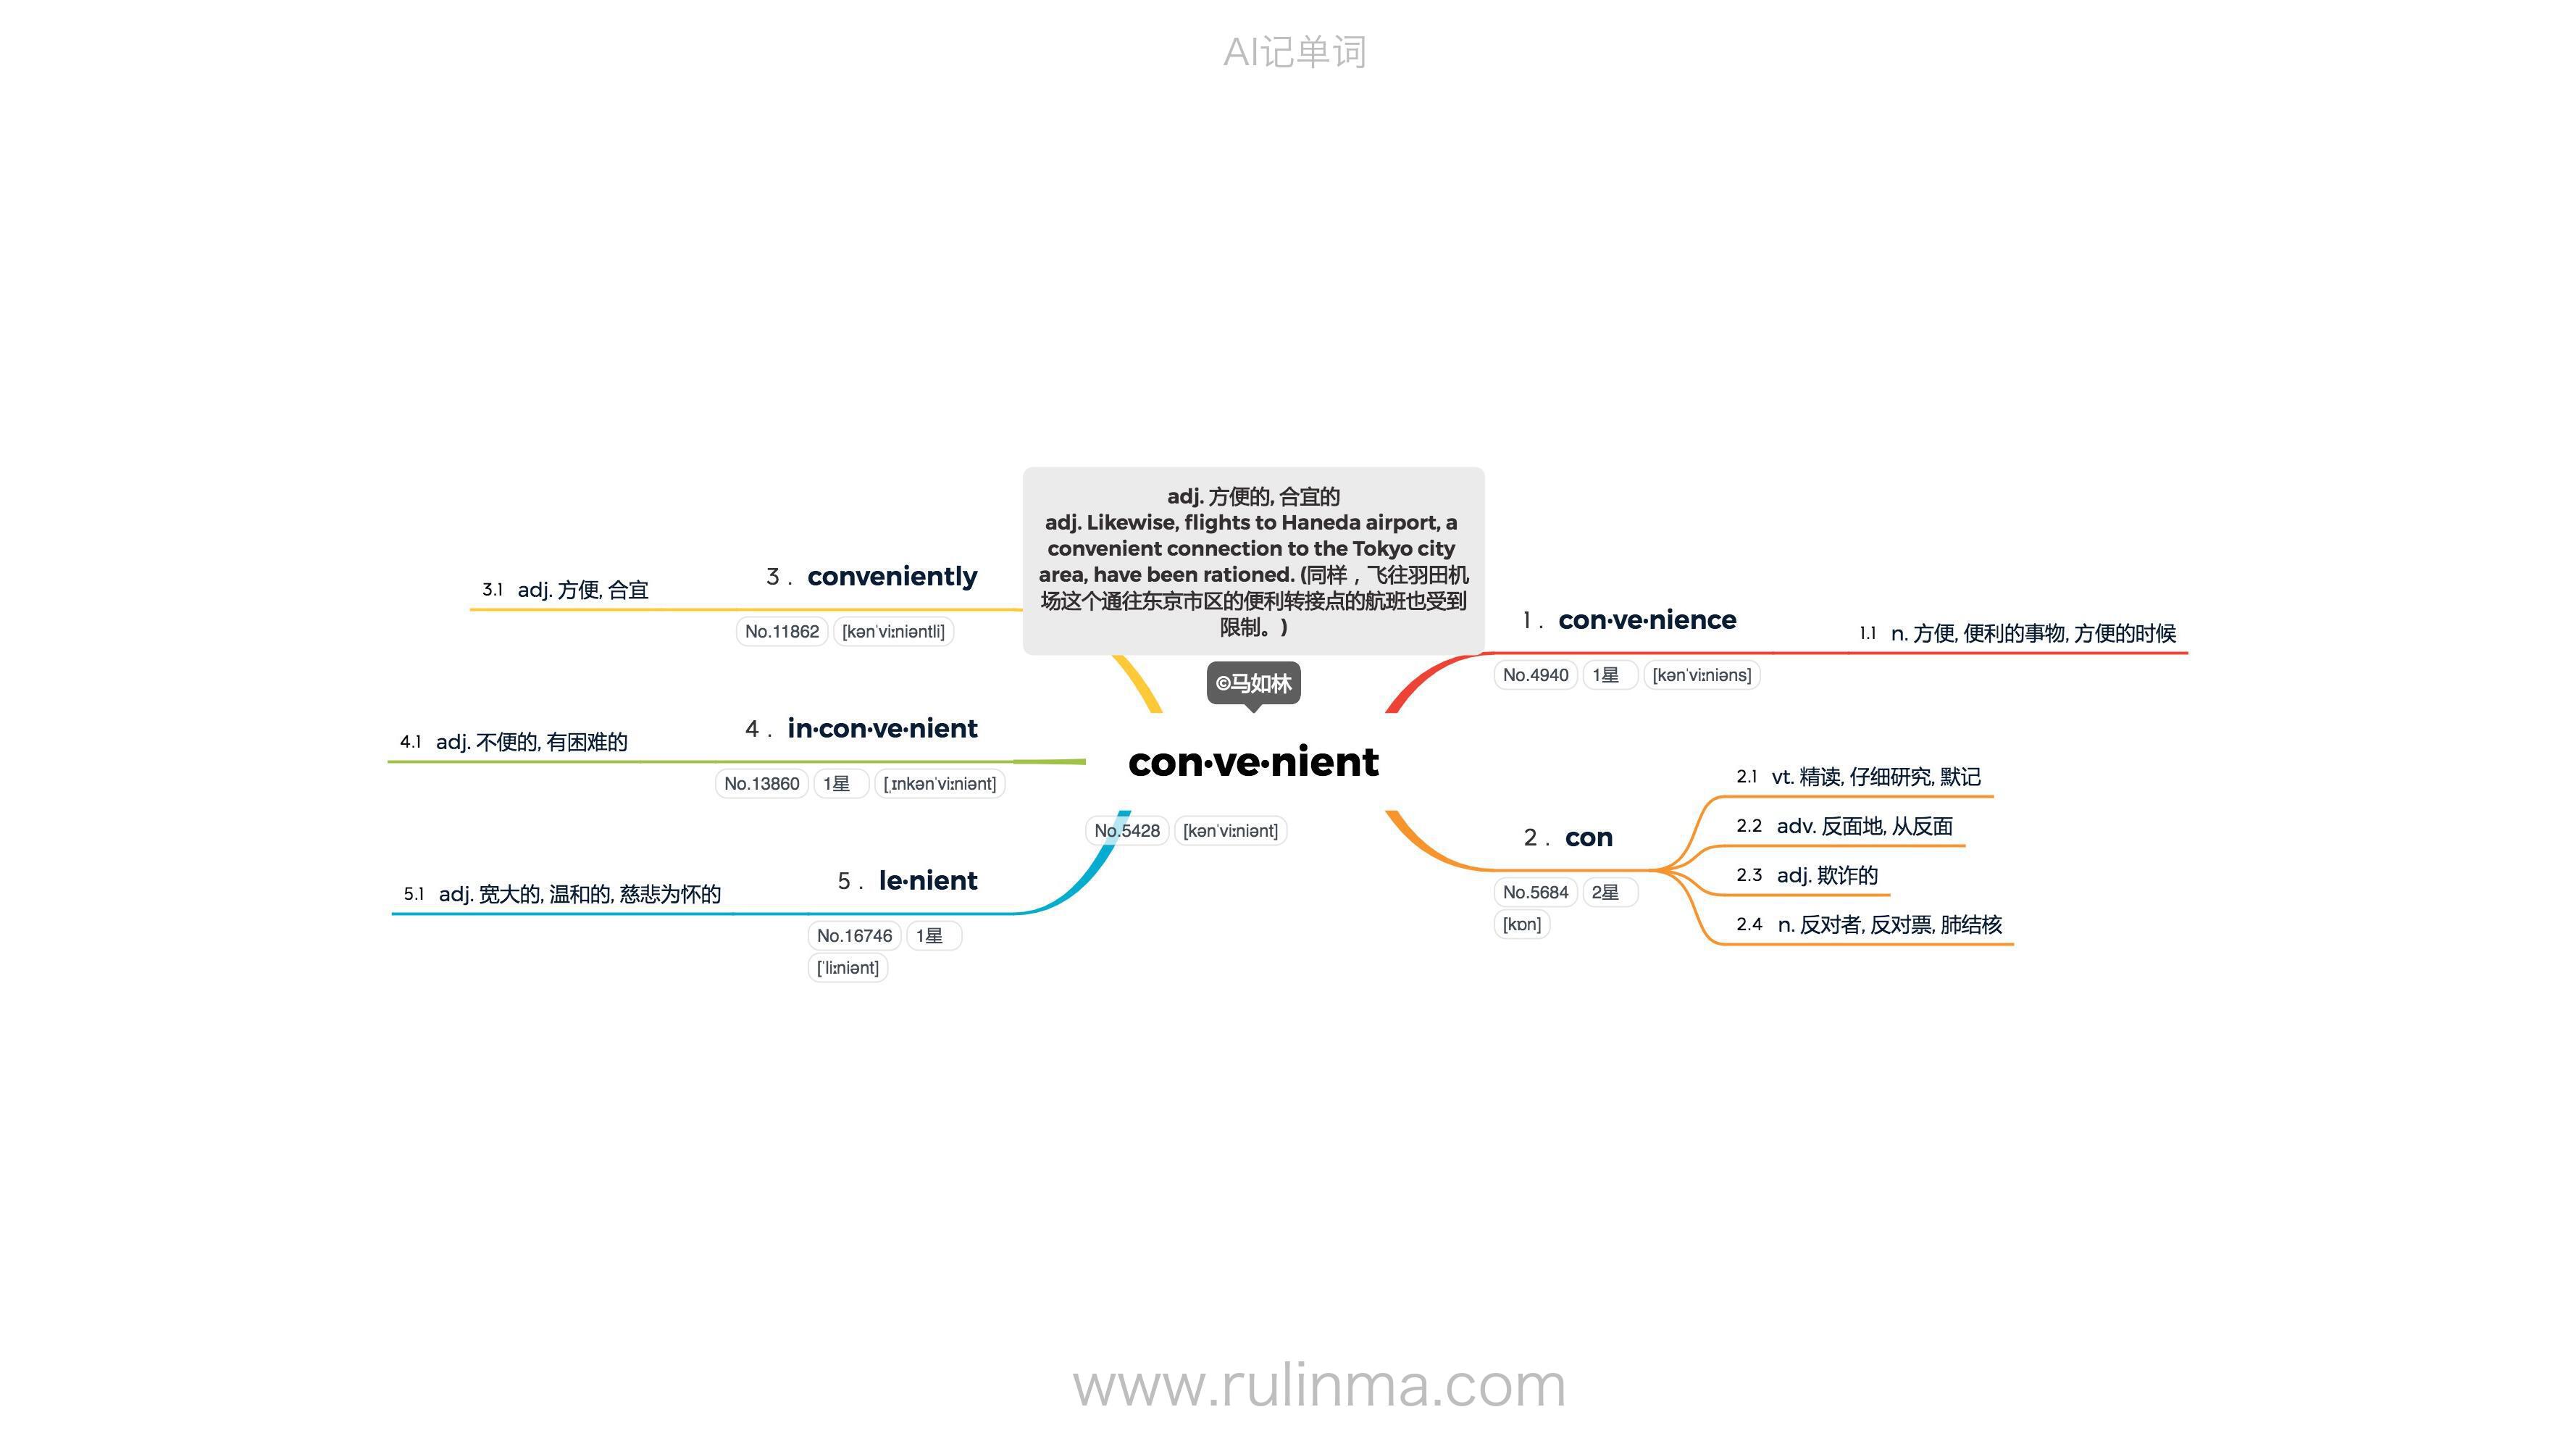 AI记单词
adj. 方便的, 合宜的
adj. Likewise, flights to Haneda airport, a
convenient connection to the Tokyo city
area, have been rationed. (同样，飞往羽田机
场这个通往东京市区的便利转接点的航班也受到
限制。)
©马如林
con·ve·nient
No.5428 [kənˈviːniənt]
1 . con·ve·nience
No.4940 1星 [kənˈviːniəns]
1.1 n. 方便, 便利的事物, 方便的时候
2 . con
No.5684 2星
[kɒn]
2.1 vt. 精读, 仔细研究, 默记
2.2 adv. 反面地, 从反面
2.3 adj. 欺诈的
2.4 n. 反对者, 反对票, 肺结核
3 . conveniently
No.11862 [kənˈviːniəntli]
3.1 adj. 方便, 合宜
4 . in·con·ve·nient
No.13860 1星 [ˌɪnkənˈviːniənt]
4.1 adj. 不便的, 有困难的
5 . le·nient
No.16746 1星
[ˈliːniənt]
5.1 adj. 宽大的, 温和的, 慈悲为怀的
www.rulinma.com